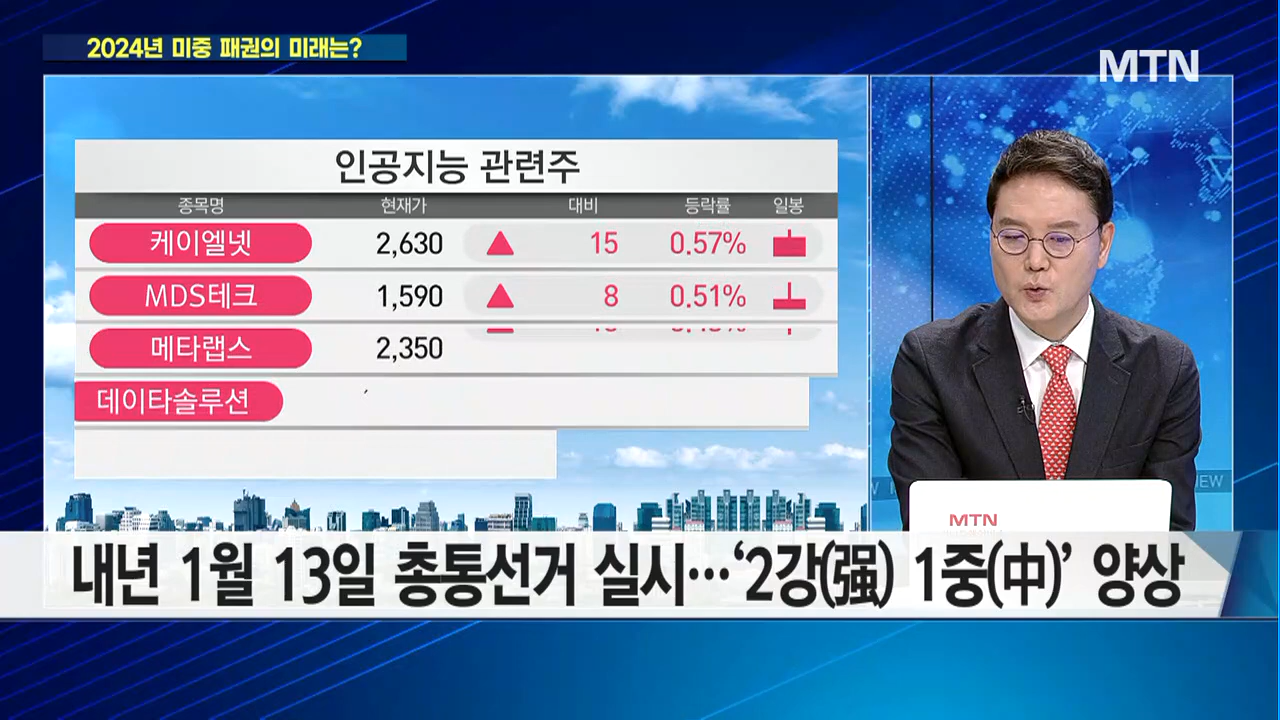 2024년 미중 패권의 미래는?
MTN
인공지능 관련주
종목명 현재가 대비 등락률 일봉
케이엘넷 2,630 ▲ 15 0.57%
MDS테크 1,590 ▲ 8 0.51%
메타랩스 2,350
데이타솔루션
MTN
내년 1월 13일 총통선거 실시…‘2강(强) 1중(中)’ 양상